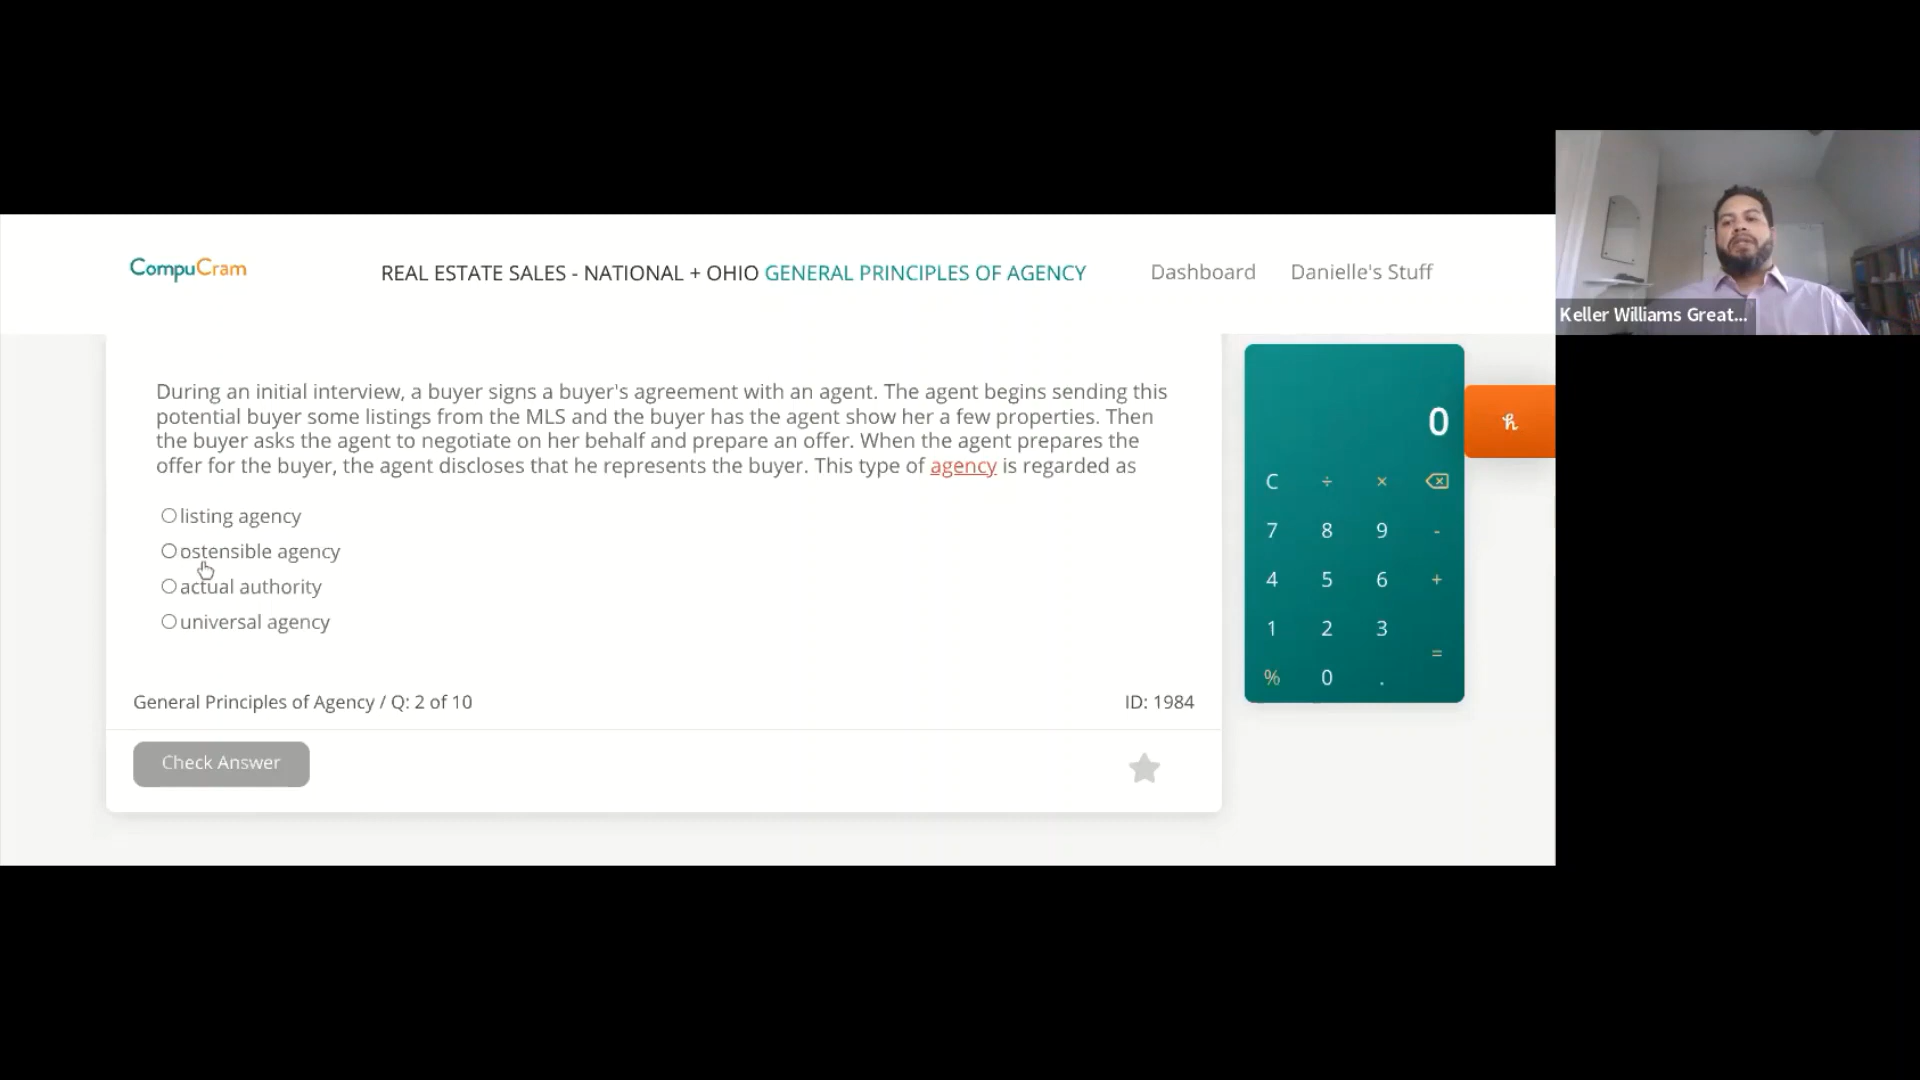 CompuCram
REAL ESTATE SALES - NATIONAL + OHIO GENERAL PRINCIPLES OF AGENCY
Dashboard
Danielle's Stuff
Keller Williams Great...
During an initial interview, a buyer signs a buyer's agreement with an agent. The agent begins sending this
potential buyer some listings from the MLS and the buyer has the agent show her a few properties. Then
the buyer asks the agent to negotiate on her behalf and prepare an offer. When the agent prepares the
offer for the buyer, the agent discloses that he represents the buyer. This type of agency is regarded as
listing agency
ostensible agency
actual authority
universal agency
General Principles of Agency / Q: 2 of 10
ID: 1984
Check Answer
0
h
C ÷ ×
7 8 9 -
4 5 6 +
1 2 3
=
% 0 .